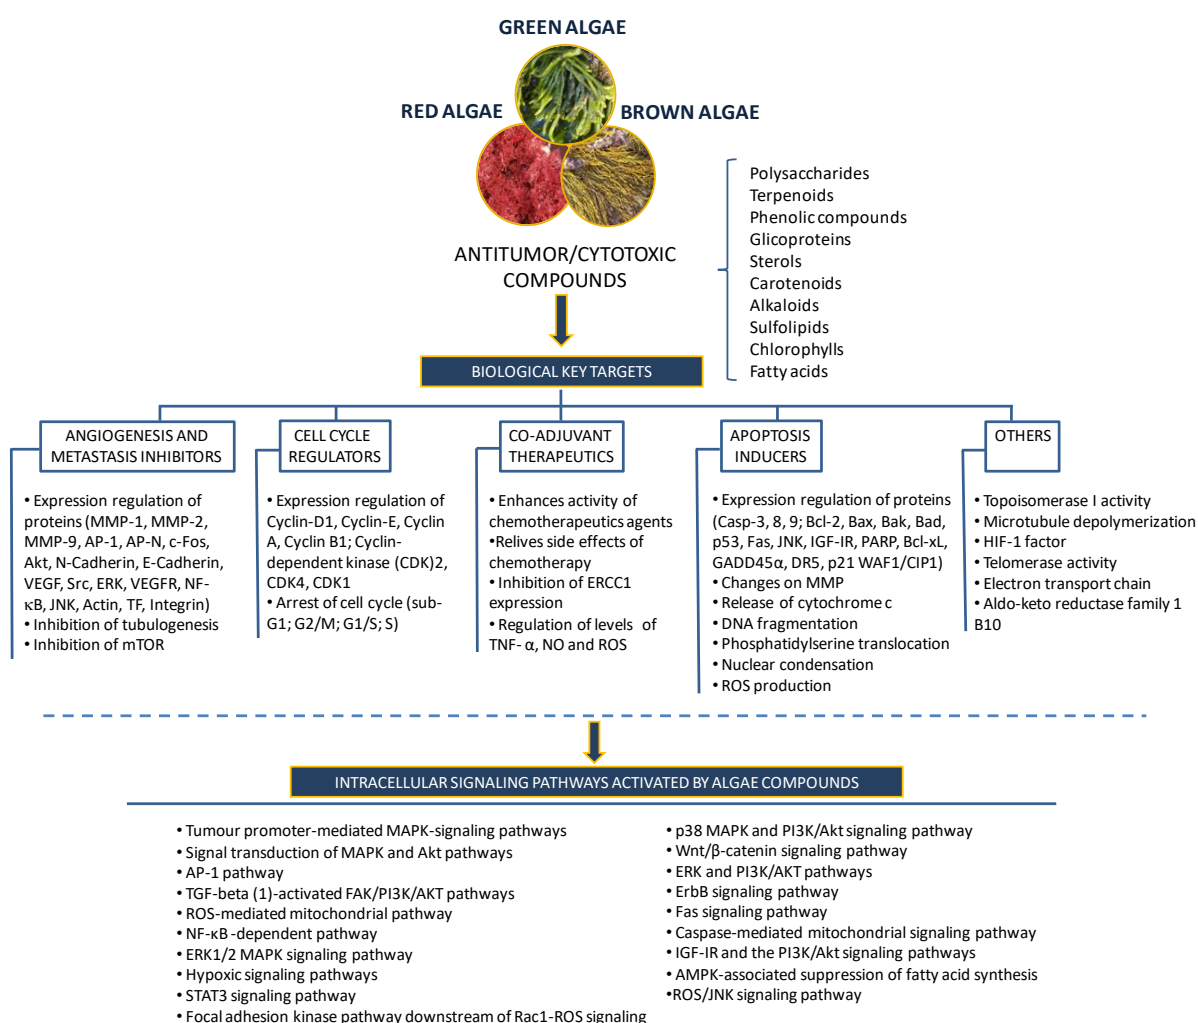 GREEN ALGAE
RED ALGAE
BROWN ALGAE
ANTITUMOR/CYTOTOXIC
COMPOUNDS
Polysaccharides
Terpenoids
Phenolic compounds
Glicoproteins
Sterols
Carotenoids
Alkaloids
Sulfolipids
Chlorophylls
Fatty acids
BIOLOGICAL KEY TARGETS
ANGIOGENESIS AND
METASTASIS INHIBITORS
• Expression regulation of
proteins (MMP-1, MMP-2,
MMP-9, AP-1, AP-N, c-Fos,
Akt, N-Cadherin, E-Cadherin,
VEGF, Src, ERK, VEGFR, NF-
κB, JNK, Actin, TF, Integrin)
• Inhibition of tubulogenesis
• Inhibition of mTOR
CELL CYCLE
REGULATORS
• Expression regulation of
Cyclin-D1, Cyclin-E, Cyclin
A, Cyclin B1; Cyclin-
dependent kinase (CDK)2,
CDK4, CDK1
• Arrest of cell cycle (sub-
G1; G2/M; G1/S; S)
CO-ADJUVANT
THERAPEUTICS
• Enhances activity of
chemotherapeutics agents
•Relives side effects of
chemotherapy
• Inhibition of ERCC1
expression
• Regulation of levels of
TNF- α, NO and ROS
APOPTOSIS
INDUCERS
• Expression regulation of proteins
(Casp-3, 8, 9; Bcl-2, Bax, Bak, Bad,
p53, Fas, JNK, IGF-IR, PARP, Bcl-xL,
GADD45α, DR5, p21 WAF1/CIP1)
• Changes on MMP
• Release of cytochrome c
• DNA fragmentation
• Phosphatidylserine translocation
• Nuclear condensation
• ROS production
OTHERS
• Topoisomerase I activity
• Microtubule depolymerization
• HIF-1 factor
• Telomerase activity
• Electron transport chain
• Aldo-keto reductase family 1
B10
INTRACELLULAR SIGNALING PATHWAYS ACTIVATED BY ALGAE COMPOUNDS
• Tumour promoter-mediated MAPK-signaling pathways
• Signal transduction of MAPK and Akt pathways
• AP-1 pathway
• TGF-beta (1)-activated FAK/PI3K/AKT pathways
• ROS-mediated mitochondrial pathway
• NF-κB -dependent pathway
• ERK1/2 MAPK signaling pathway
• Hypoxic signaling pathways
• STAT3 signaling pathway
• Focal adhesion kinase pathway downstream of Rac1-ROS signaling
• p38 MAPK and PI3K/Akt signaling pathway
• Wnt/β-catenin signaling pathway
• ERK and PI3K/AKT pathways
• ErbB signaling pathway
• Fas signaling pathway
• Caspase-mediated mitochondrial signaling pathway
• IGF-IR and the PI3K/Akt signaling pathways
• AMPK-associated suppression of fatty acid synthesis
•ROS/JNK signaling pathway